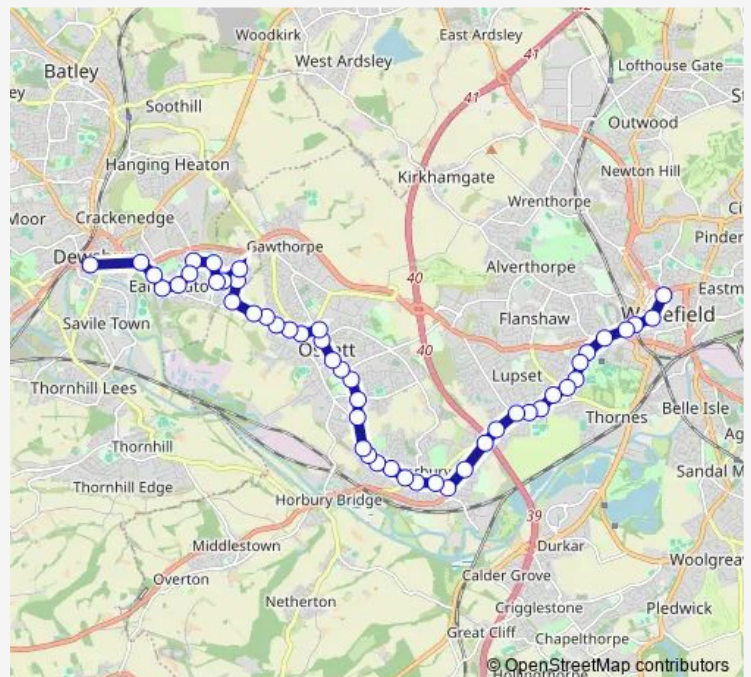 Woodkirk
East Ardsley
West Ardsley
41
Lofthouse Gate
Batley
41
Soothill
Outwood
Hanging Heaton
Kirkhamgate
Newton Hill
Wrenthorpe
Moor
Crackenedge
Gawthorpe
Alverthorpe
40
Savile Town
Flanshaw
40
Lupset
Thornhill Lees
Thornes
Belle Isle
Thornhill
Thornhill Edge
Horbury Bridge
Sandal M
39
Durkar
Middlestown
Woolgrea
Overton
Calder Grove
Netherton
Crigglestone
Pledwick
Great Cliff
Chapelthorpe
© OpenStreetMap contributors